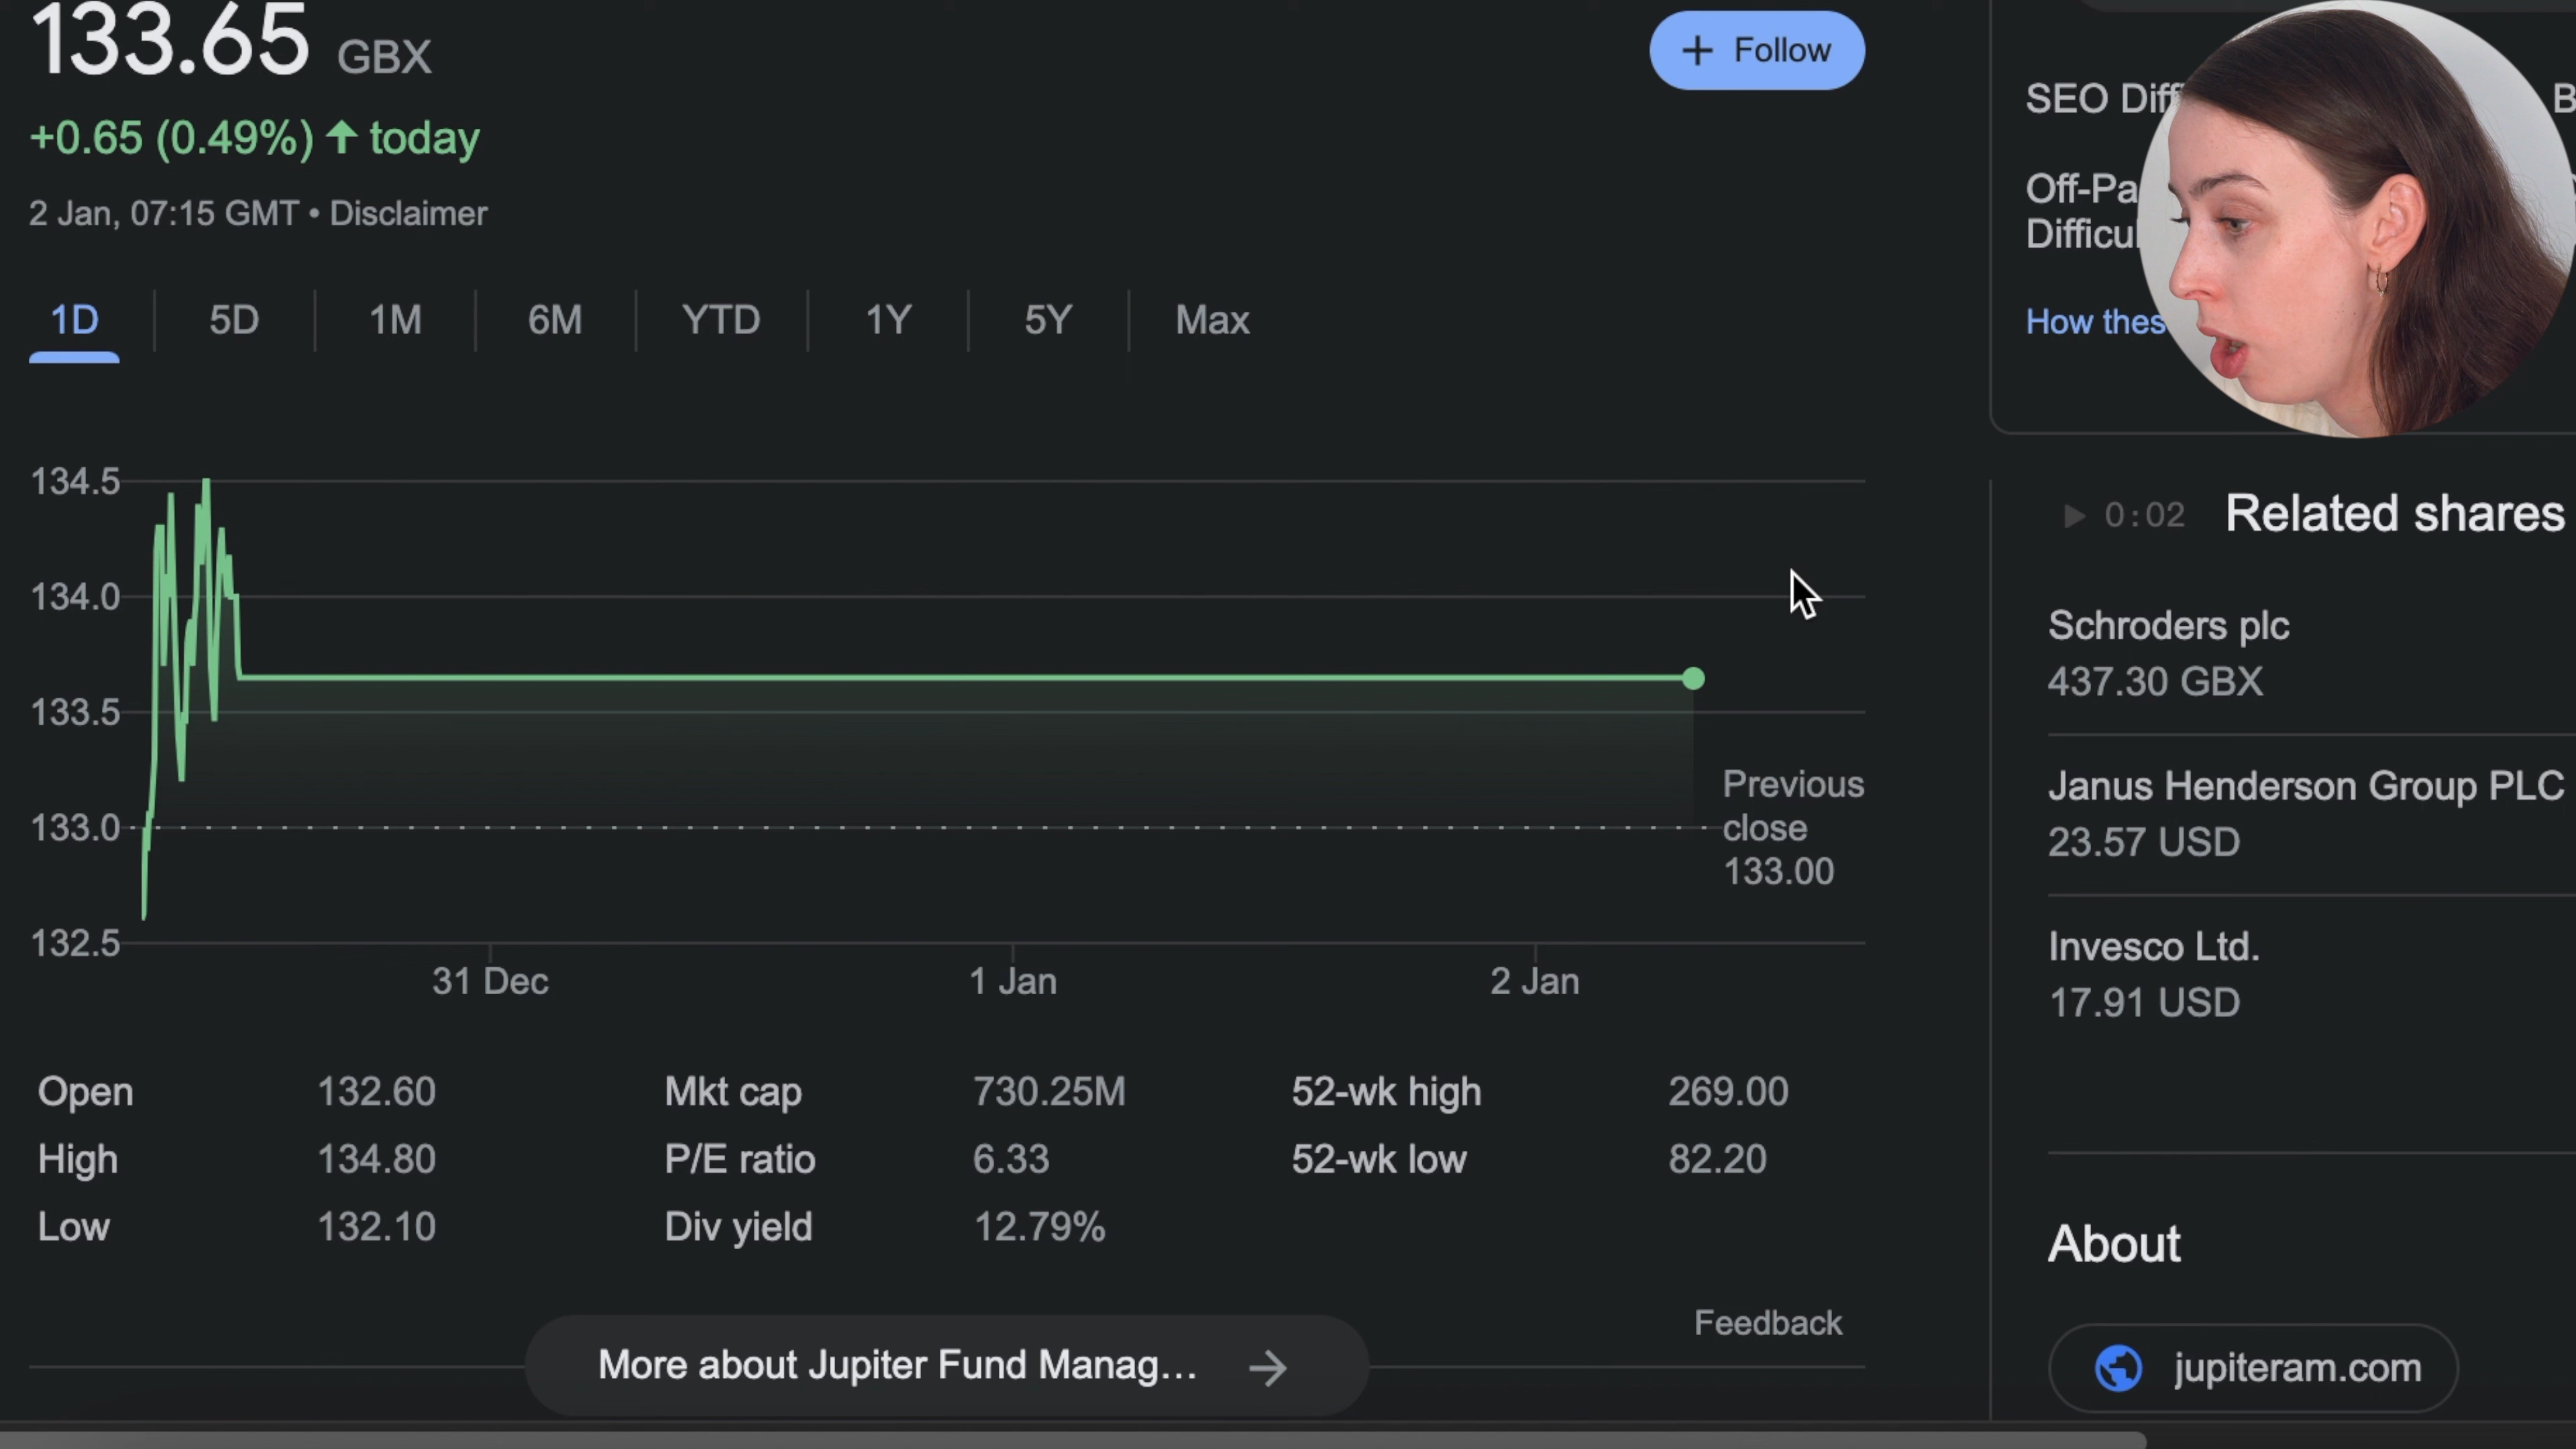 133.65 GBX
+ Follow
+0.65 (0.49%) ↑ today
2 Jan, 07:15 GMT • Disclaimer
1D 5D 1M 6M YTD 1Y 5Y Max
134.5
134.0
133.5
133.0
132.5
Previous
close
133.00
31 Dec 1 Jan 2 Jan
Open 132.60 Mkt cap 730.25M 52-wk high 269.00
High 134.80 P/E ratio 6.33 52-wk low 82.20
Low 132.10 Div yield 12.79%
Feedback
More about Jupiter Fund Manag... →
SEO
How
0:02 Related shares
Schroders plc
437.30 GBX
Janus Henderson Group PLC
23.57 USD
Invesco Ltd.
17.91 USD
About
jupiteram.com